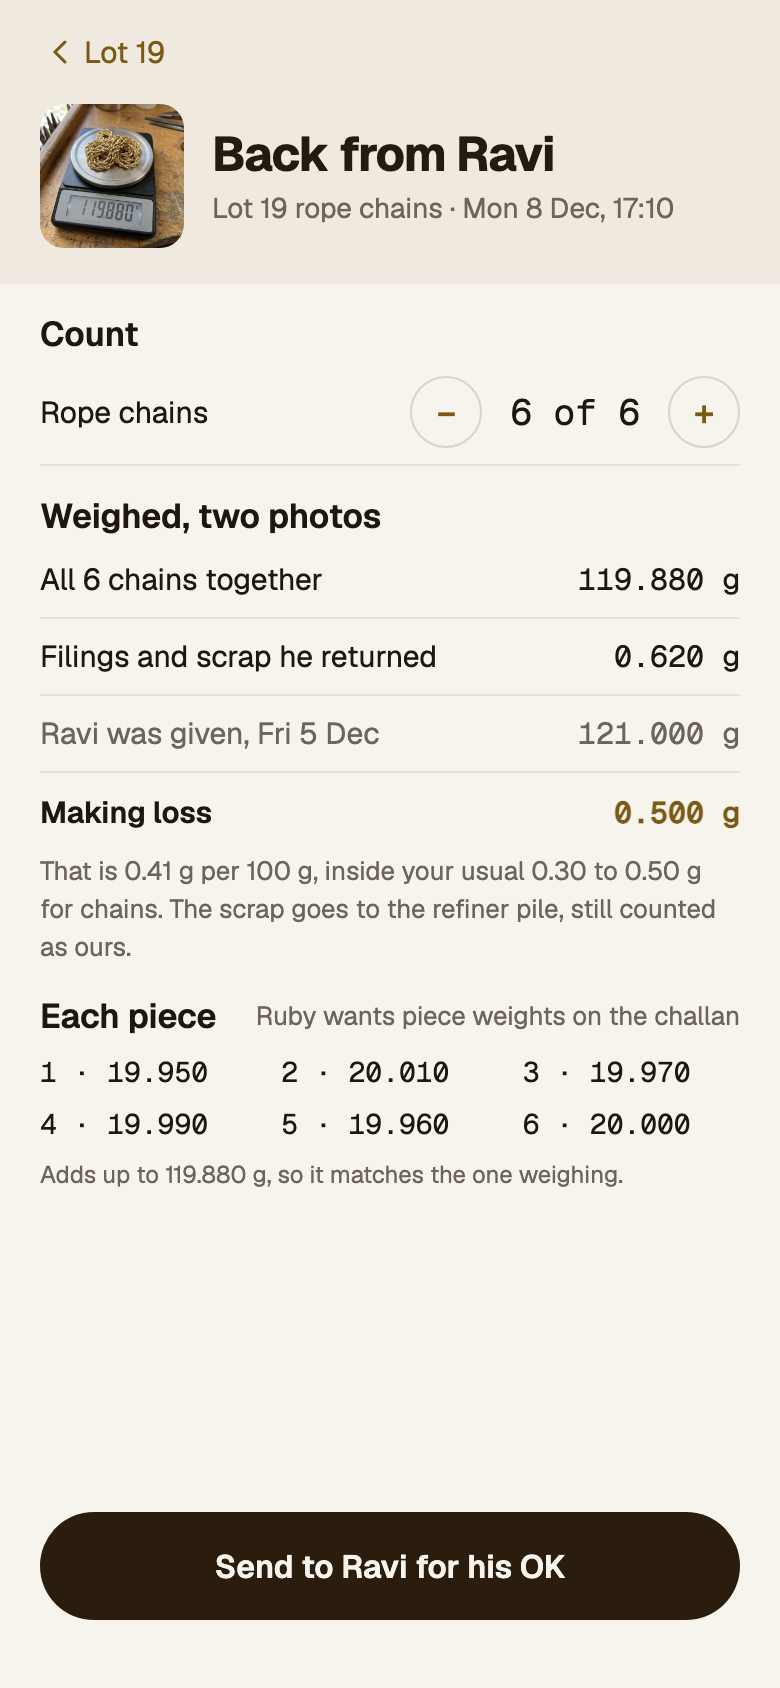 Lot 19
119.880
Back from Ravi
Lot 19 rope chains · Mon 8 Dec, 17:10
Count
Rope chains − 6 of 6 +
Weighed, two photos
All 6 chains together 119.880 g
Filings and scrap he returned 0.620 g
Ravi was given, Fri 5 Dec 121.000 g
Making loss 0.500 g
That is 0.41 g per 100 g, inside your usual 0.30 to 0.50 g
for chains. The scrap goes to the refiner pile, still counted
as ours.
Each piece Ruby wants piece weights on the challan
1 · 19.950 2 · 20.010 3 · 19.970
4 · 19.990 5 · 19.960 6 · 20.000
Adds up to 119.880 g, so it matches the one weighing.
Send to Ravi for his OK